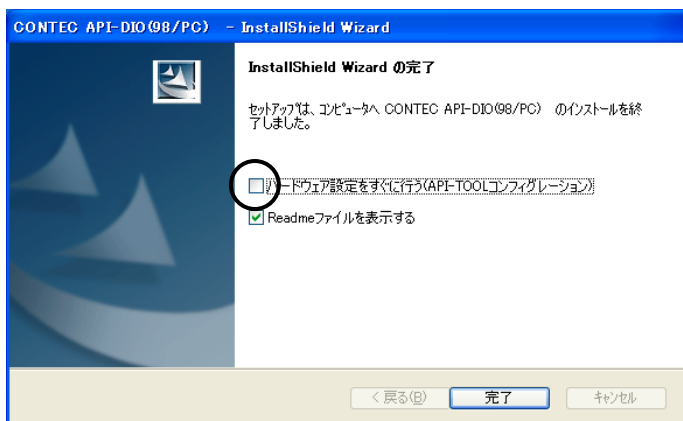 CONTEC API-DIO(98/PC) - InstallShield Wizard
InstallShield Wizard の完了
セットアップは、コンピュータへ CONTEC API-DIO(98/PC) のインストールを終
了しました。
ハードウェア設定をすぐに行う(API-TOOLコンフィグレーション)
Readmeファイルを表示する
< 戻る(B)
完了
キャンセル